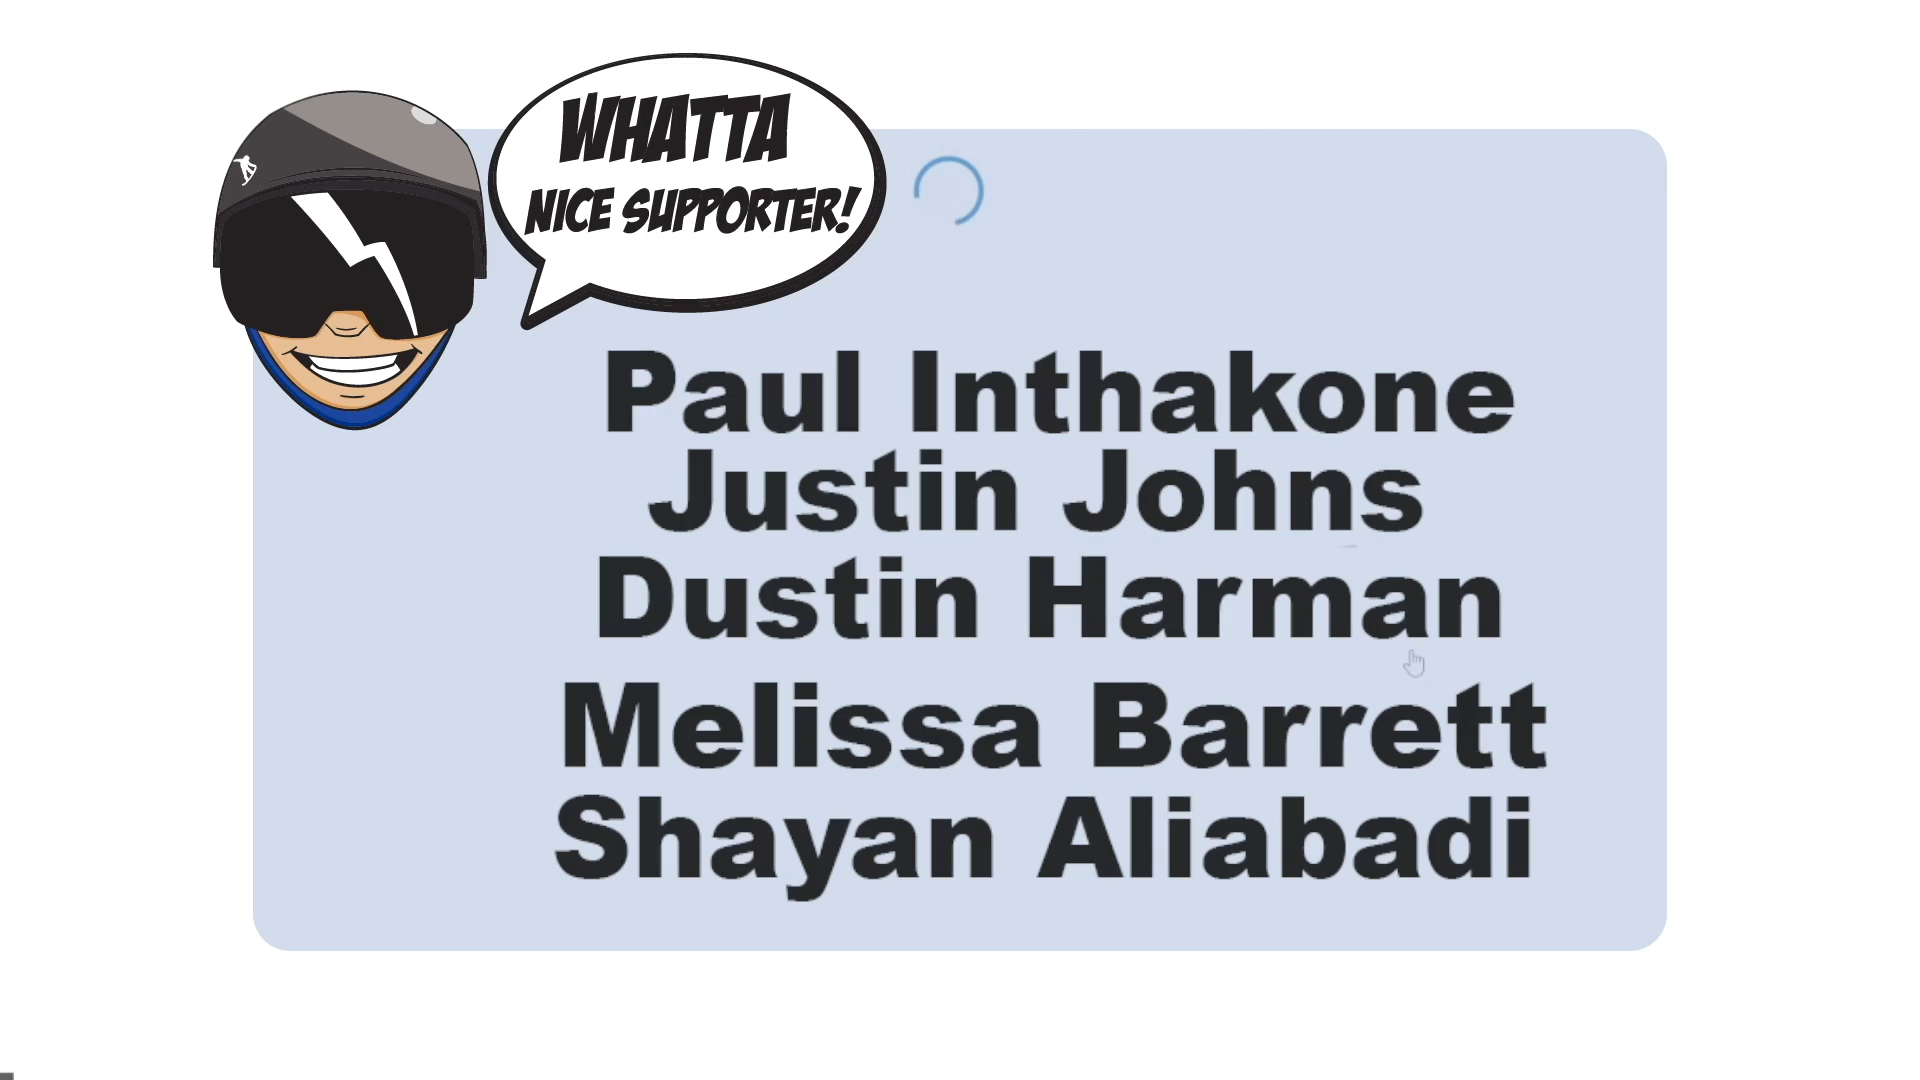 WHATTA
NICE SUPPORTER!
Paul Inthakone
Justin Johns
Dustin Harman
Melissa Barrett
Shayan Aliabadi